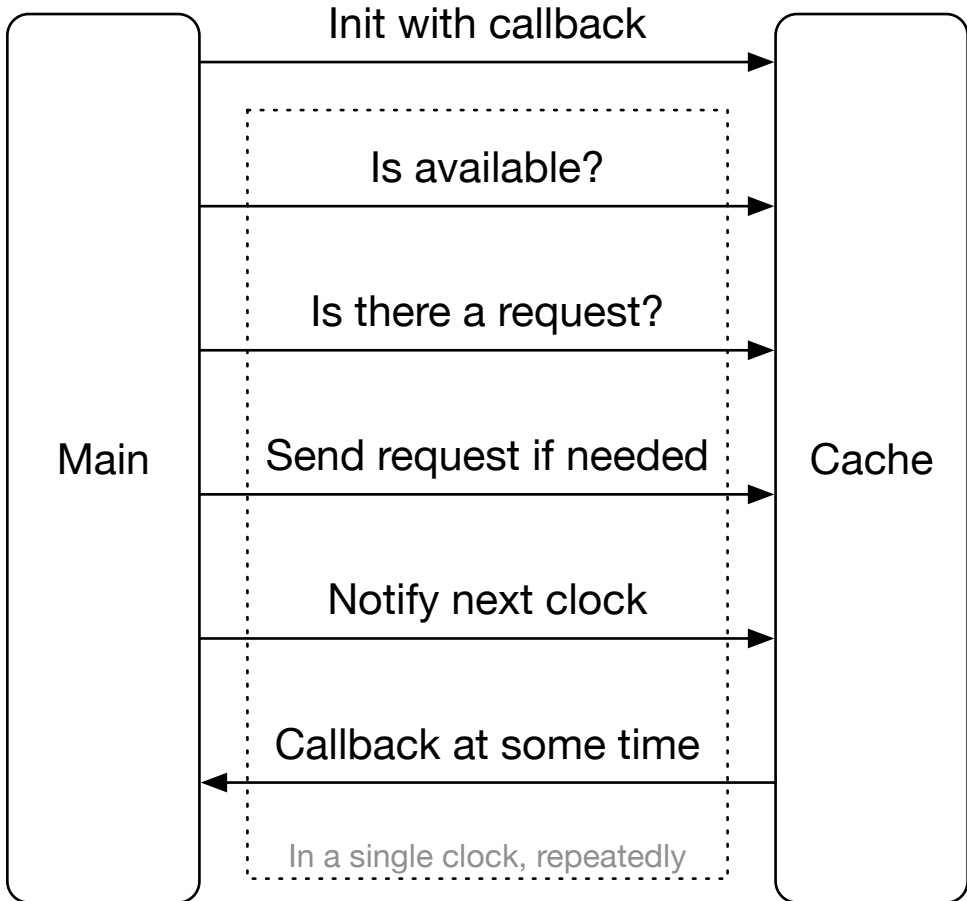 Init with callback
Is available?
Is there a request?
Main
Send request if needed
Cache
Notify next clock
Callback at some time
In a single clock, repeatedly